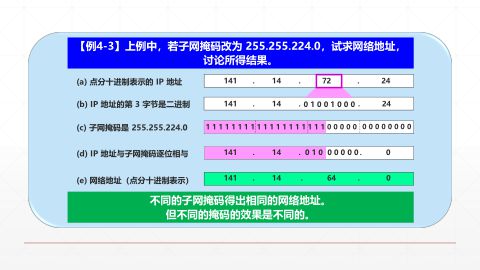 【例4-3】上例中，若子网掩码改为 255.255.224.0，试求网络地址，
讨论所得结果。
(a) 点分十进制表示的 IP 地址 141 . 14 . 72 . 24
(b) IP 地址的第 3 字节是二进制 141 . 14 . 01001000 . 24
(c) 子网掩码是 255.255.224.0 11111111 11111111 11100000 00000000
(d) IP 地址与子网掩码逐位相与 141 . 14 . 01000000 . 0
(e) 网络地址（点分十进制表示） 141 . 14 . 64 . 0
不同的子网掩码得出相同的网络地址。
但不同的掩码的效果是不同的。